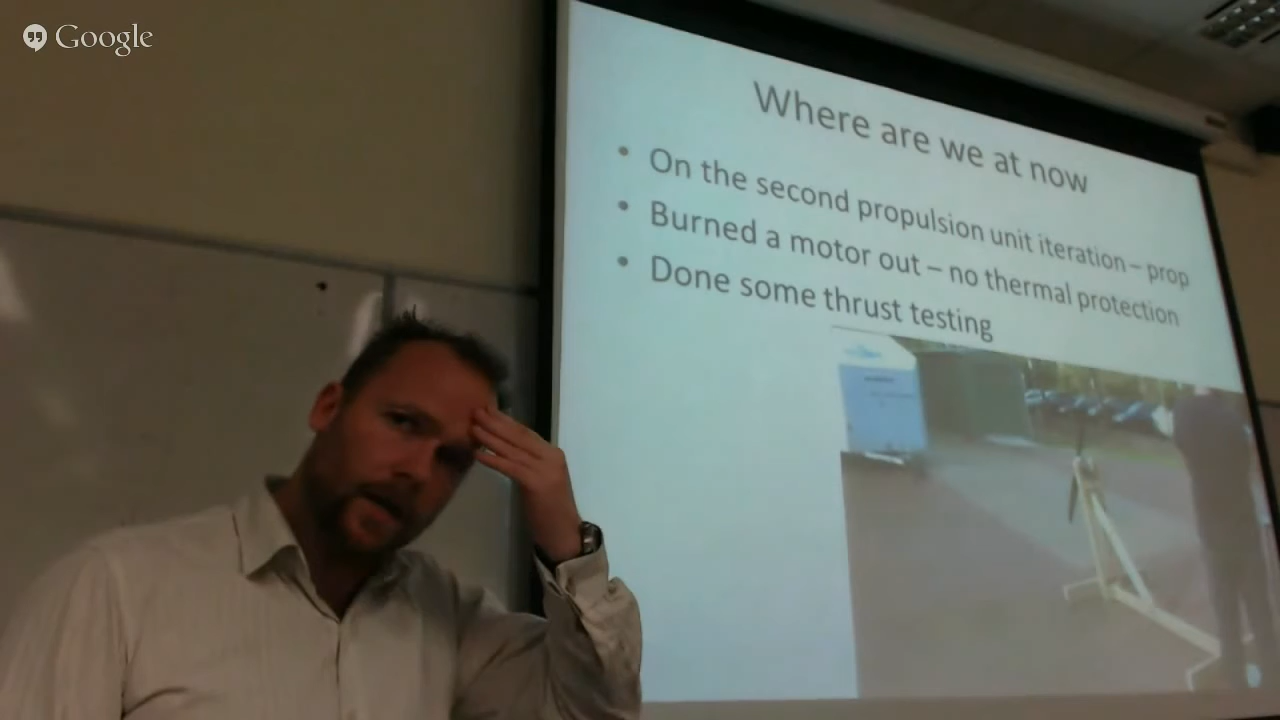 Google
Where are we at now
• On the second propulsion unit iteration – prop
• Burned a motor out – no thermal protection
• Done some thrust testing